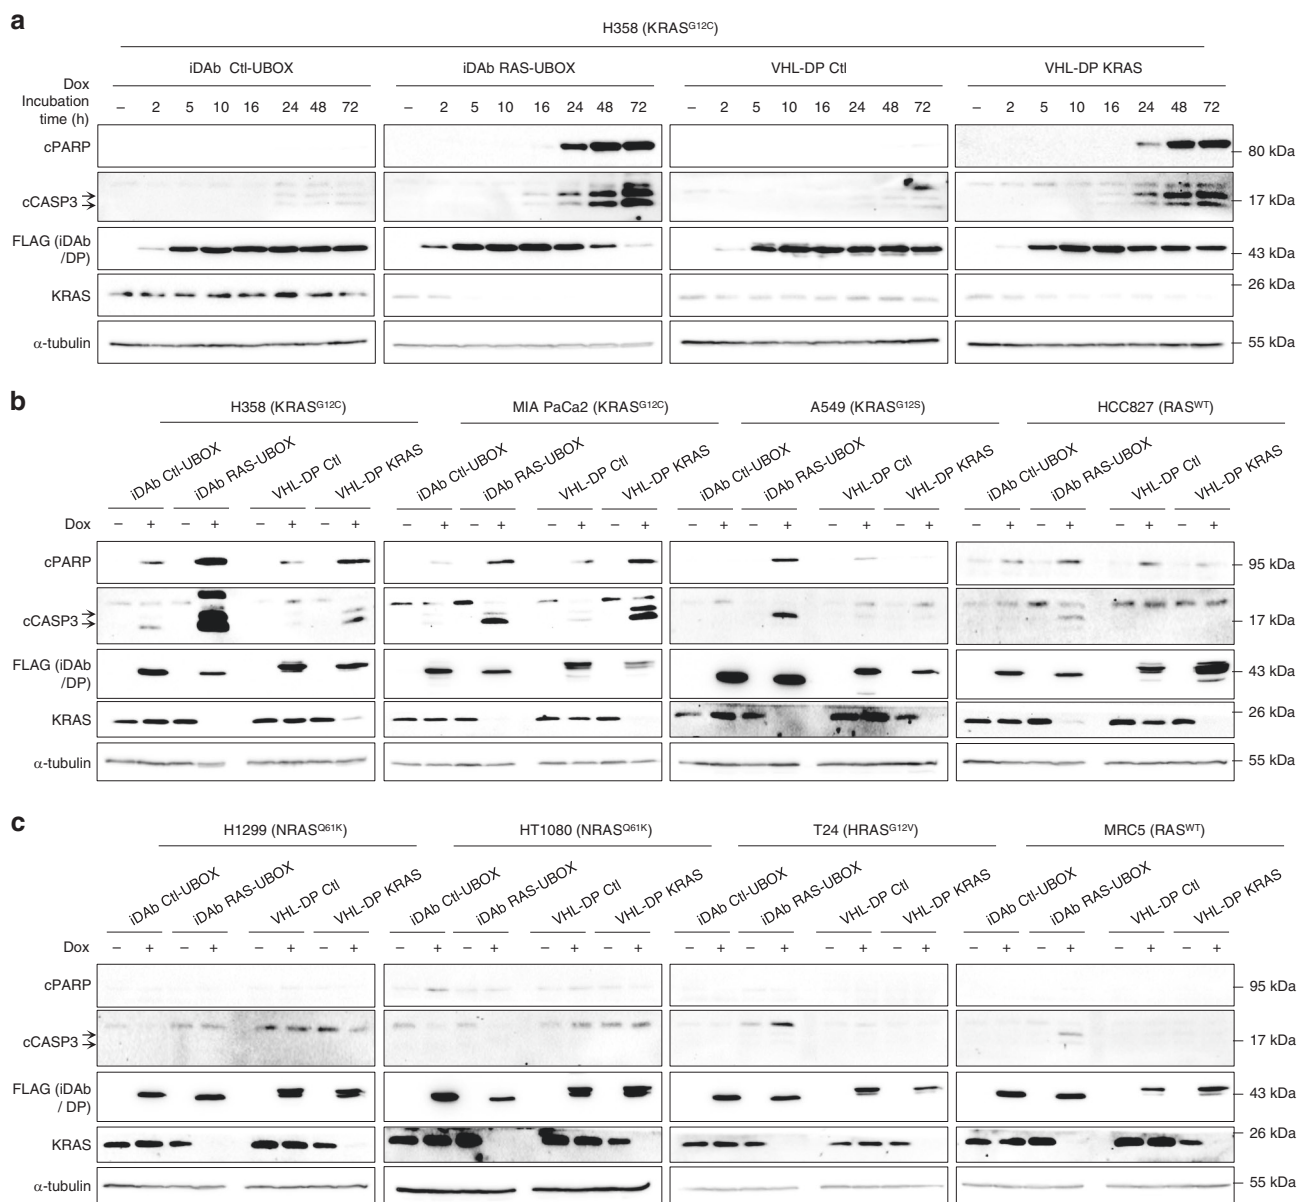 a
H358 (KRASG12C)
iDAb Ctl-UBOX iDAb RAS-UBOX VHL-DP Ctl VHL-DP KRAS
Dox
Incubation
time (h)
– 2 5 10 16 24 48 72 – 2 5 10 16 24 48 72 – 2 5 10 16 24 48 72 – 2 5 10 16 24 48 72
cPARP 80 kDa
cCASP3 17 kDa
FLAG (iDAb
/DP) 43 kDa
KRAS 26 kDa
α-tubulin 55 kDa
b
H358 (KRASG12C) MIA PaCa2 (KRASG12C) A549 (KRASG12S) HCC827 (RASWT)
iDAb Ctl-UBOX iDAb RAS-UBOX VHL-DP Ctl VHL-DP KRAS iDAb Ctl-UBOX iDAb RAS-UBOX VHL-DP Ctl VHL-DP KRAS iDAb Ctl-UBOX iDAb RAS-UBOX VHL-DP Ctl VHL-DP KRAS iDAb Ctl-UBOX iDAb RAS-UBOX VHL-DP Ctl VHL-DP KRAS
Dox – + – + – + – + – + – + – + – + – + – + – + – + – + – + – + – +
cPARP 95 kDa
cCASP3 17 kDa
FLAG (iDAb
/DP) 43 kDa
KRAS 26 kDa
α-tubulin 55 kDa
c
H1299 (NRASQ61K) HT1080 (NRASQ61K) T24 (HRASG12V) MRC5 (RASWT)
iDAb Ctl-UBOX iDAb RAS-UBOX VHL-DP Ctl VHL-DP KRAS iDAb Ctl-UBOX iDAb RAS-UBOX VHL-DP Ctl VHL-DP KRAS iDAb Ctl-UBOX iDAb RAS-UBOX VHL-DP Ctl VHL-DP KRAS iDAb Ctl-UBOX iDAb RAS-UBOX VHL-DP Ctl VHL-DP KRAS
Dox – + – + – + – + – + – + – + – + – + – + – + – + – + – + – + – +
cPARP 95 kDa
cCASP3 17 kDa
FLAG (iDAb
/ DP) 43 kDa
KRAS 26 kDa
α-tubulin 55 kDa